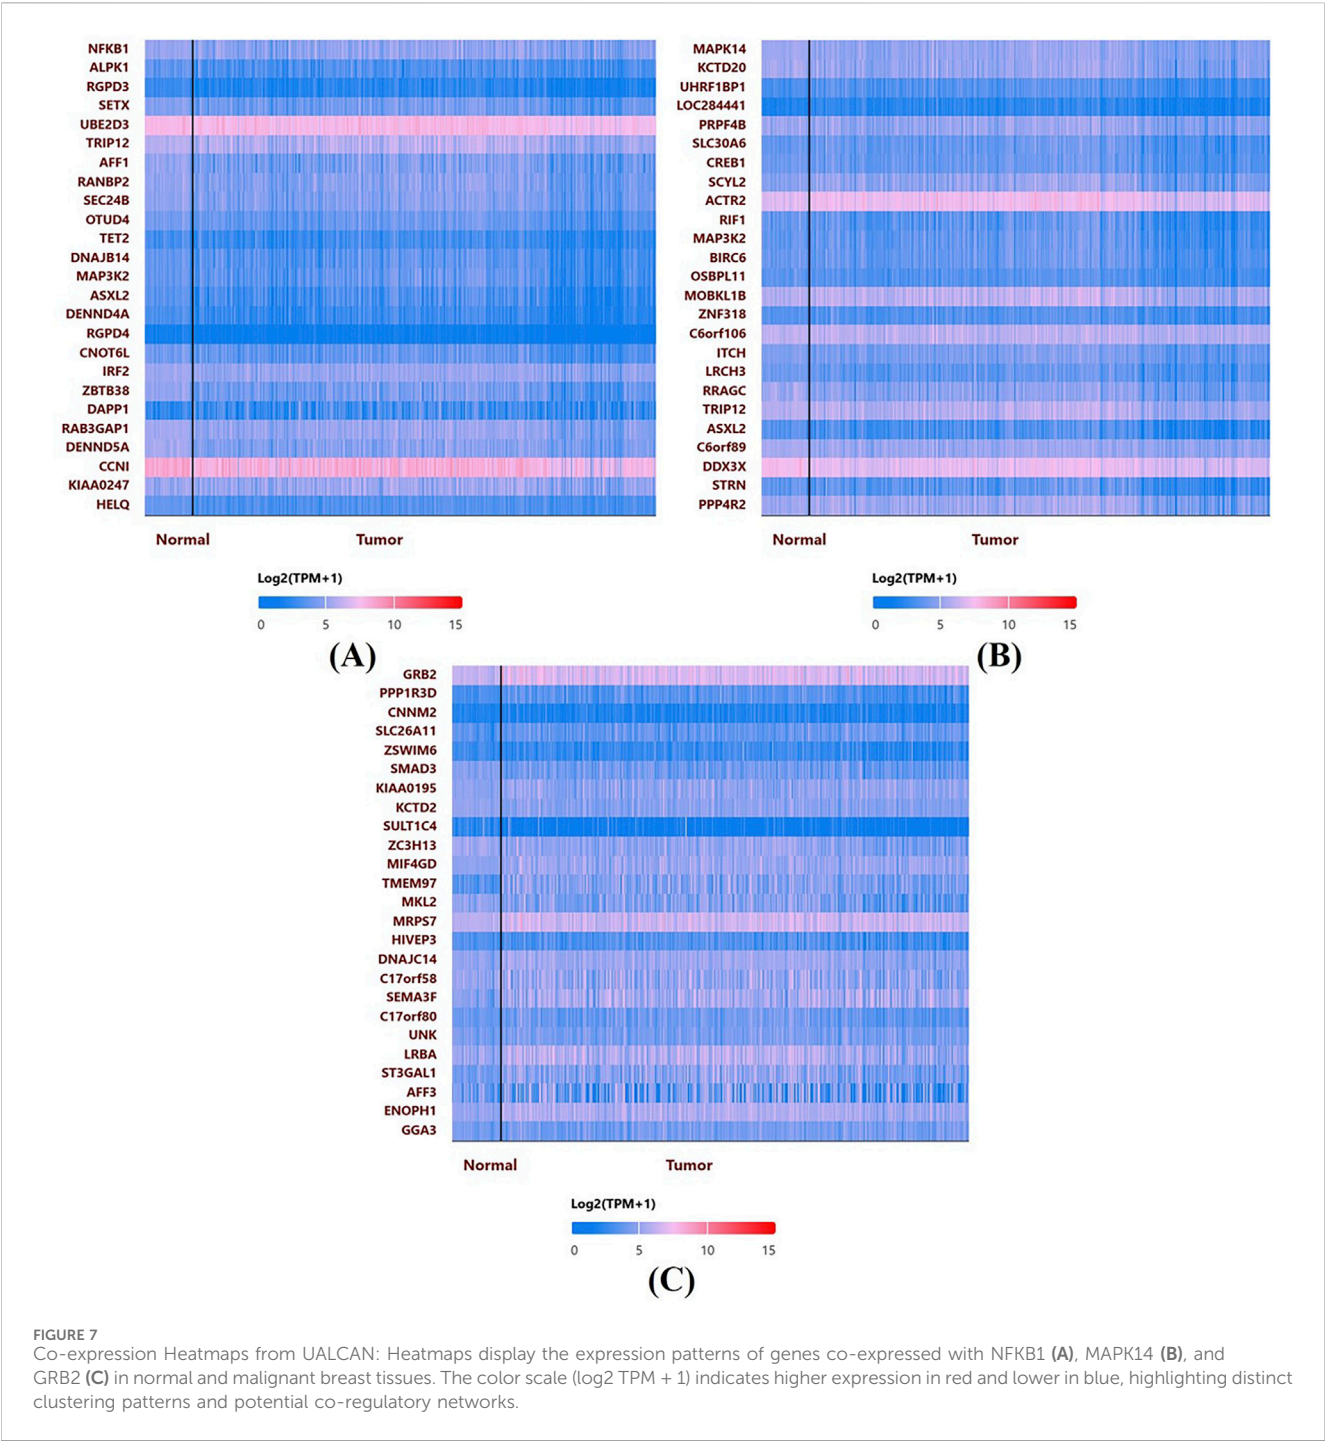 NFKB1
ALPK1
RGPD3
SETX
UBE2D3
TRIP12
AFF1
RANBP2
SEC24B
OTUD4
TET2
DNAJB14
MAP3K2
ASXL2
DENND4A
RGPD4
CNOT6L
IRF2
ZBTB38
DAPP1
RAB3GAP1
DENND5A
CCNI
KIAA0247
HELQ
Normal Tumor
Log2(TPM+1)
0 5 10 15
(A)
MAPK14
KCTD20
UHRF1BP1
LOC284441
PRPF4B
SLC30A6
CREB1
SCYL2
ACTR2
RIF1
MAP3K2
BIRC6
OSBPL11
MOBKL1B
ZNF318
C6orf106
ITCH
LRCH3
RRAGC
TRIP12
ASXL2
C6orf89
DDX3X
STRN
PPP4R2
Normal Tumor
Log2(TPM+1)
0 5 10 15
(B)
GRB2
PPP1R3D
CNNM2
SLC26A11
ZSWIM6
SMAD3
KIAA0195
KCTD2
SULT1C4
ZC3H13
MIF4GD
TMEM97
MKL2
MRPS7
HIVEP3
DNAJC14
C17orf58
SEMA3F
C17orf80
UNK
LRBA
ST3GAL1
AFF3
ENOPH1
GGA3
Normal Tumor
Log2(TPM+1)
0 5 10 15
(C)
FIGURE 7
Co-expression Heatmaps from UALCAN: Heatmaps display the expression patterns of genes co-expressed with NFKB1 (A), MAPK14 (B), and
GRB2 (C) in normal and malignant breast tissues. The color scale (log2 TPM + 1) indicates higher expression in red and lower in blue, highlighting distinct
clustering patterns and potential co-regulatory networks.